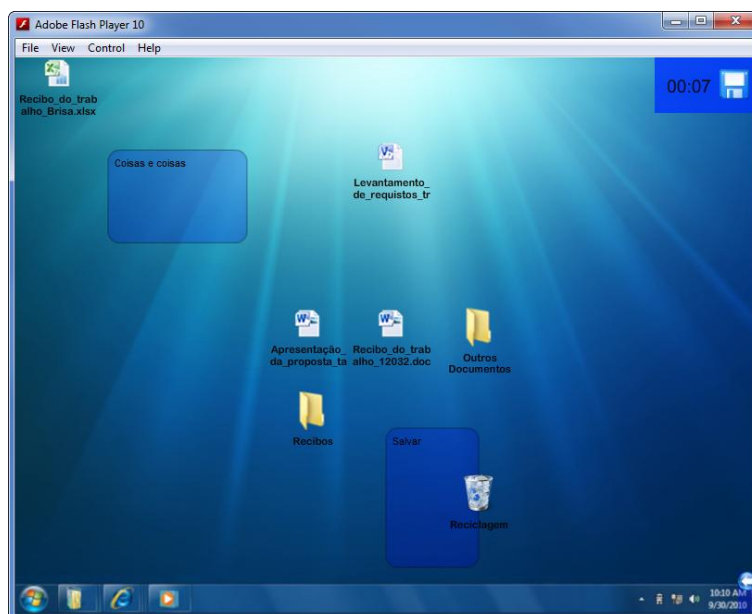 Adobe Flash Player 10
File View Control Help
00:07
Recibo_do_trab
alho_Brisa.xlsx
Coisas e coisas
Levantamento_
de_requistos_tr
Apresentação_
da_proposta_ta
Recibo_do_trab
alho_12032.doc
Outros
Documentos
Recibos
Salvar
Reciclagem
10:10 AM
9/30/2010